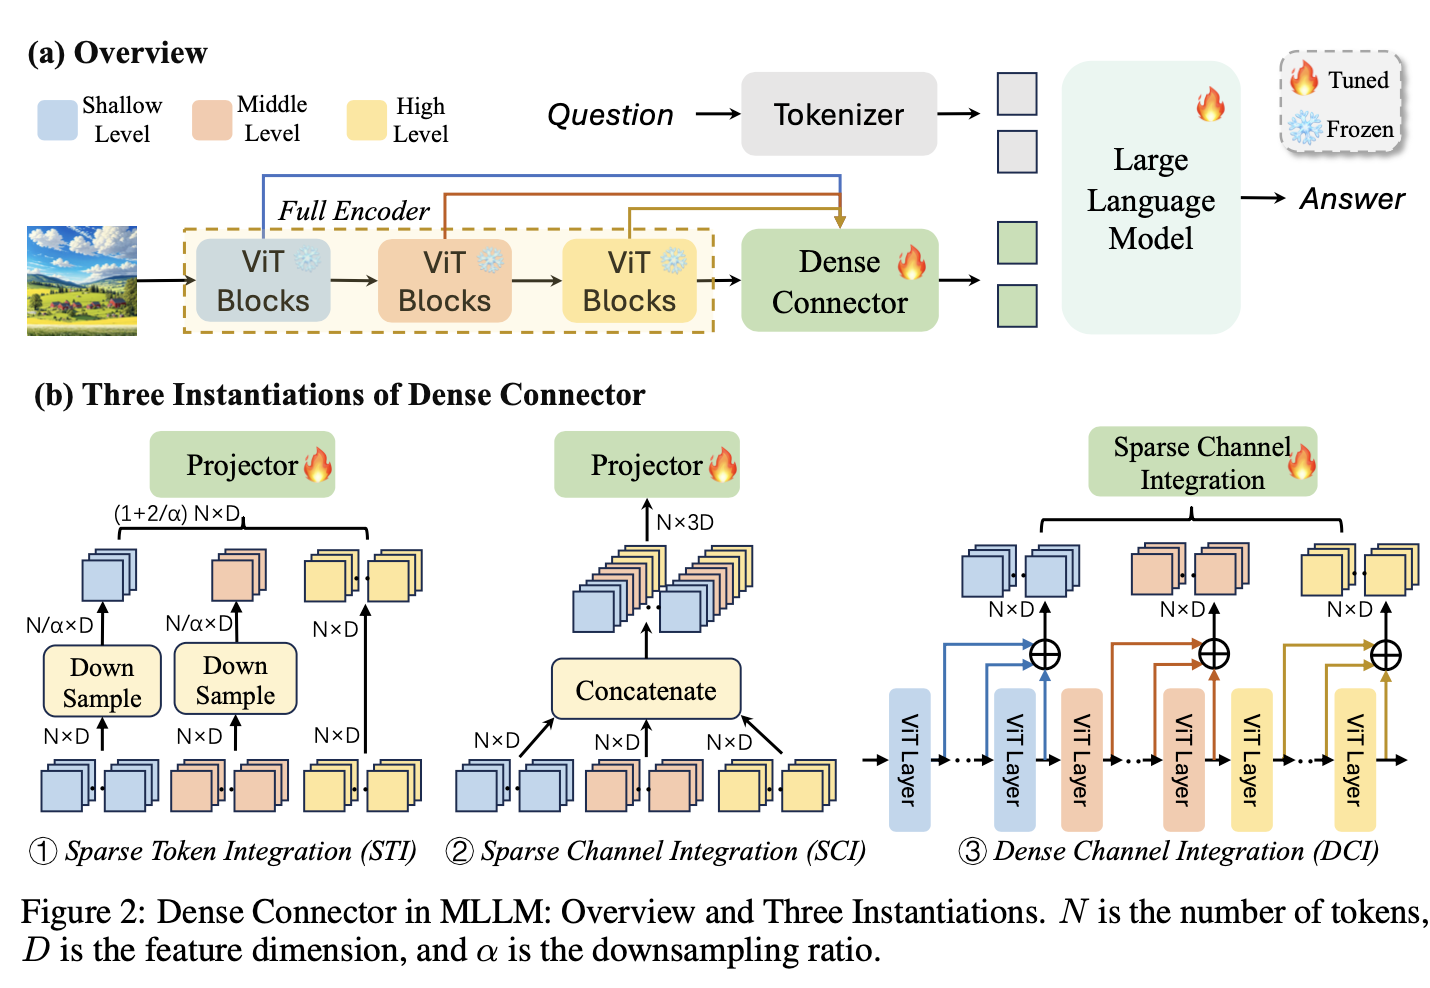 (a) Overview
Shallow Level
Middle Level
High Level
Question
Tokenizer
Large Language Model
Tuned
Frozen
Answer
Full Encoder
ViT Blocks
ViT Blocks
ViT Blocks
Dense Connector
(b) Three Instantiations of Dense Connector
Projector
(1+2/α) N×D
N/α×D
N/α×D
N×D
Down Sample
Down Sample
N×D
N×D
N×D
① Sparse Token Integration (STI)
Projector
N×3D
Concatenate
N×D
N×D
N×D
② Sparse Channel Integration (SCI)
Sparse Channel Integration
N×D
N×D
N×D
ViT Layer
ViT Layer
ViT Layer
ViT Layer
ViT Layer
ViT Layer
③ Dense Channel Integration (DCI)
Figure 2: Dense Connector in MLLM: Overview and Three Instantiations. N is the number of tokens,
D is the feature dimension, and α is the downsampling ratio.